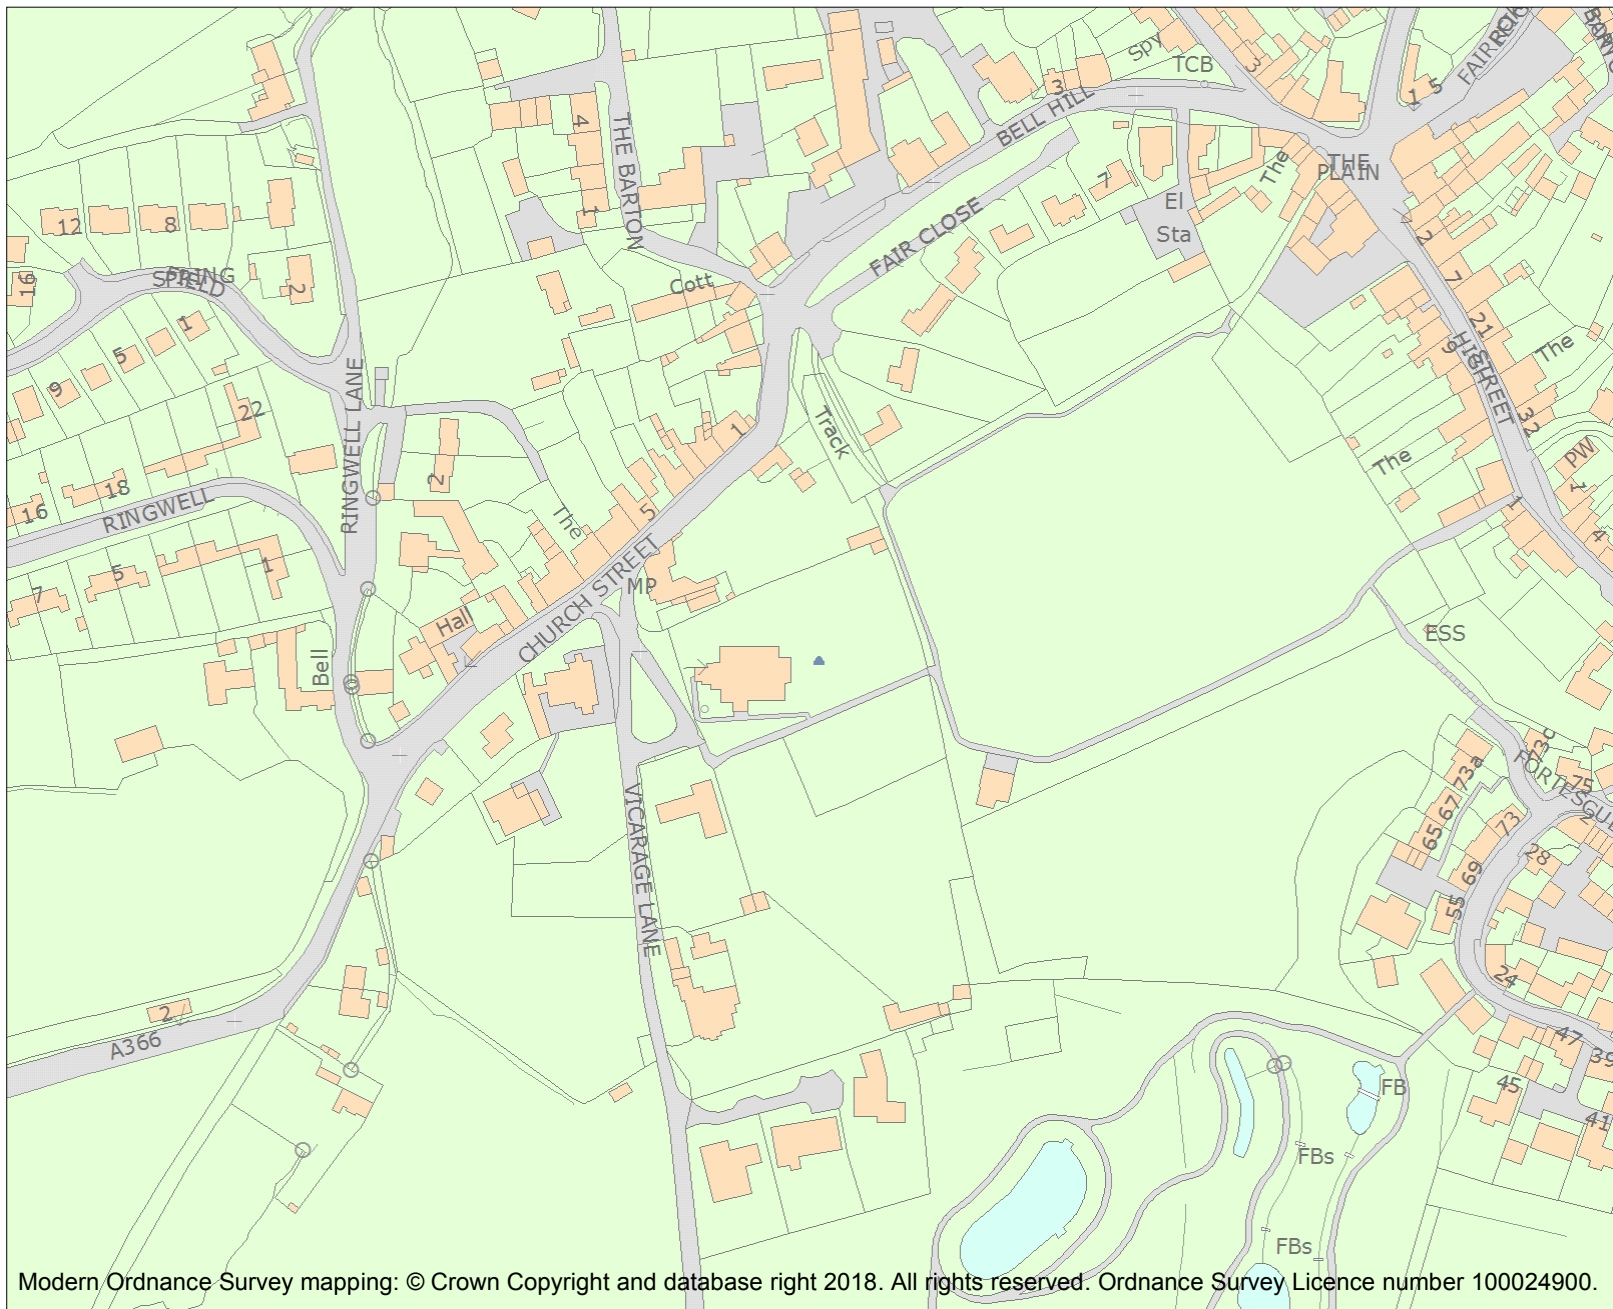 Spy
TCB
3
3
1
5
FAIR
BELL HILL
4
THE BARTON
1
THE
PLAIN
The
7
El
Sta
FAIR CLOSE
12
8
16
SPRING
FIELD
2
Cott
2
7
21
1
5
9
9
HIGH
STREET
The
32
22
RINGWELL LANE
Track
1
The
PW
1
18
16
RINGWELL
2
The
5
1
4
CHURCH STREET
MP
5
1
7
Hall
ESS
Bell
73c
73a
75
67
65
73
2
28
69
55
VICARAGE LANE
24
2
A366
47
39
45
FB
41
FBs
FBs
Modern Ordnance Survey mapping: © Crown Copyright and database right 2018. All rights reserved. Ordnance Survey Licence number 100024900.